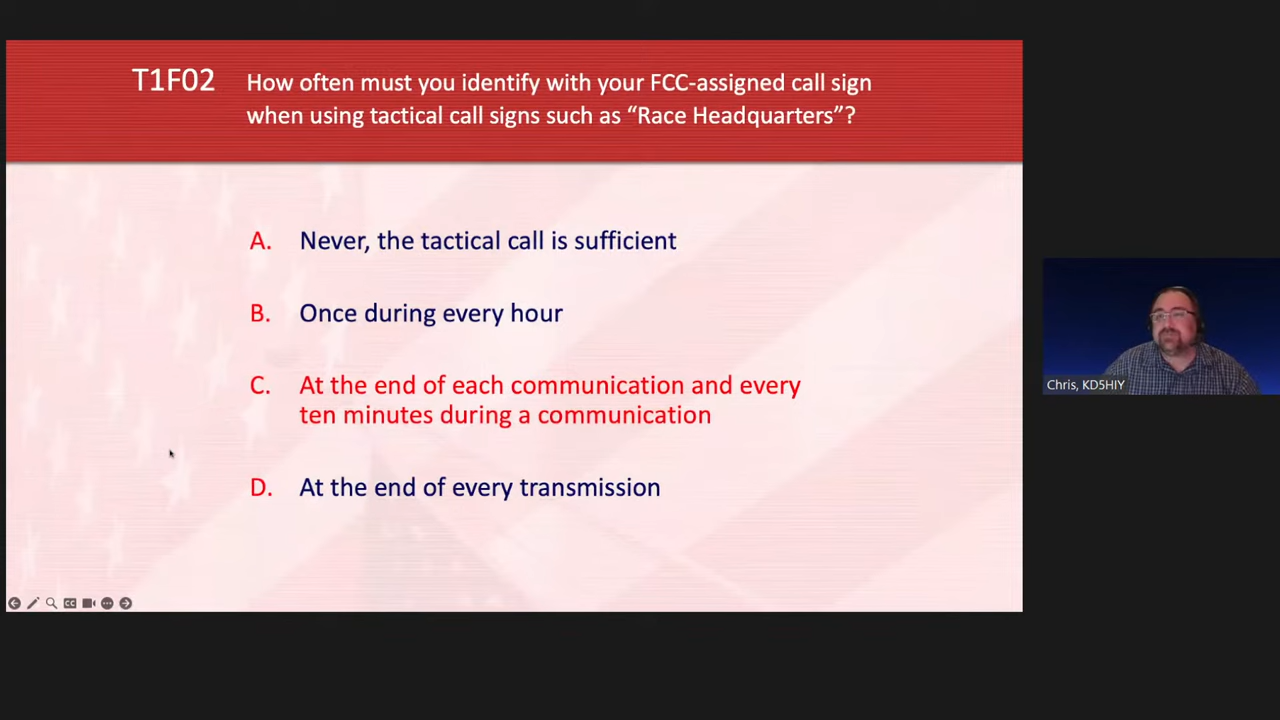 T1F02 How often must you identify with your FCC-assigned call sign
when using tactical call signs such as “Race Headquarters”?
A. Never, the tactical call is sufficient
B. Once during every hour
C. At the end of each communication and every
ten minutes during a communication
D. At the end of every transmission
Chris, KD5HIY
CC